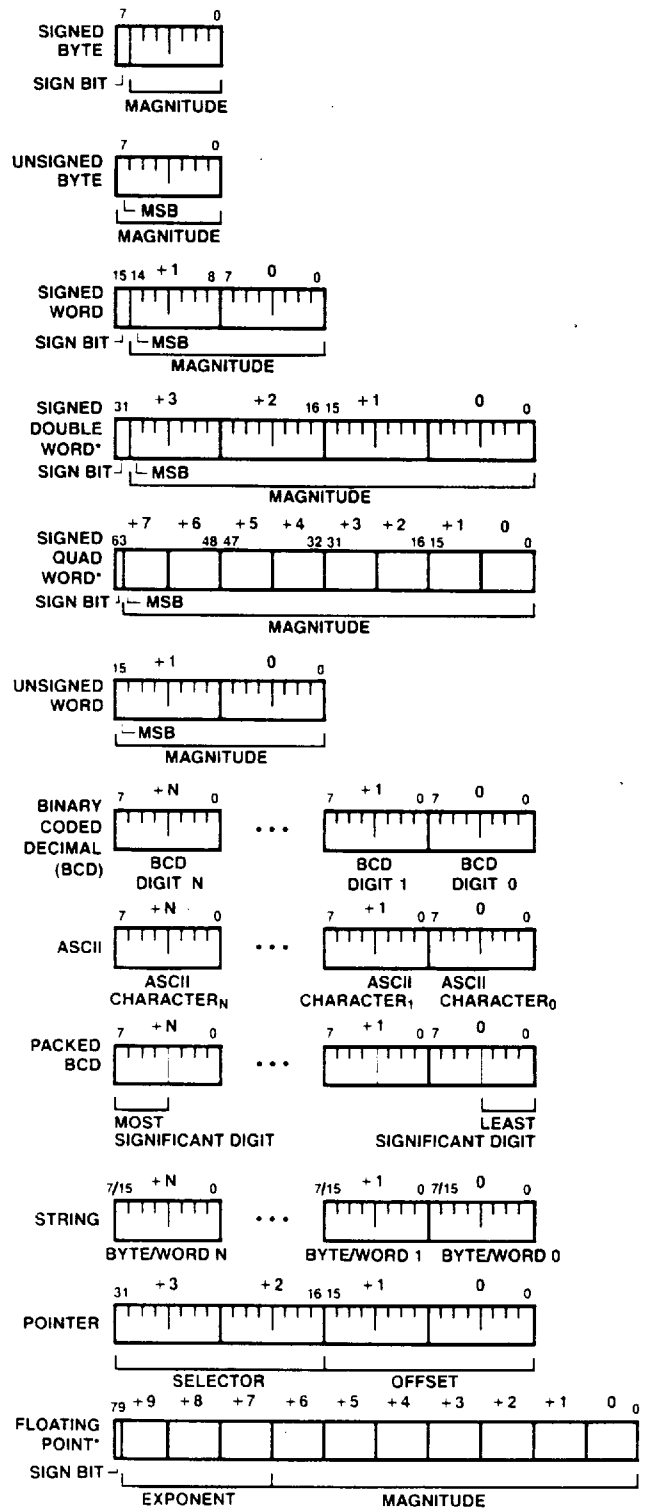 7 0
SIGNED BYTE
SIGN BIT
MAGNITUDE
7 0
UNSIGNED BYTE
MSB
MAGNITUDE
15 14 +1 8 7 0 0
SIGNED WORD
SIGN BIT MSB
MAGNITUDE
31 +3 +2 16 15 +1 0 0
SIGNED DOUBLE WORD*
SIGN BIT MSB
MAGNITUDE
+7 +6 +5 +4 +3 +2 +1 0
63 48 47 32 31 16 15 0
SIGNED QUAD WORD*
SIGN BIT MSB
MAGNITUDE
15 +1 0 0
UNSIGNED WORD
MSB
MAGNITUDE
7 +N 0 7 +1 0 7 0 0
BINARY CODED DECIMAL (BCD)
•••
BCD DIGIT N BCD DIGIT 1 BCD DIGIT 0
7 +N 0 7 +1 0 7 0 0
ASCII •••
ASCII CHARACTERN ASCII CHARACTER1 ASCII CHARACTER0
7 +N 0 7 +1 0 7 0 0
PACKED BCD •••
MOST SIGNIFICANT DIGIT LEAST SIGNIFICANT DIGIT
7/15 +N 0 7/15 +1 0 7/15 0 0
STRING •••
BYTE/WORD N BYTE/WORD 1 BYTE/WORD 0
31 +3 +2 16 15 +1 0 0
POINTER
SELECTOR OFFSET
79 +9 +8 +7 +6 +5 +4 +3 +2 +1 0 0
FLOATING POINT*
SIGN BIT
EXPONENT MAGNITUDE